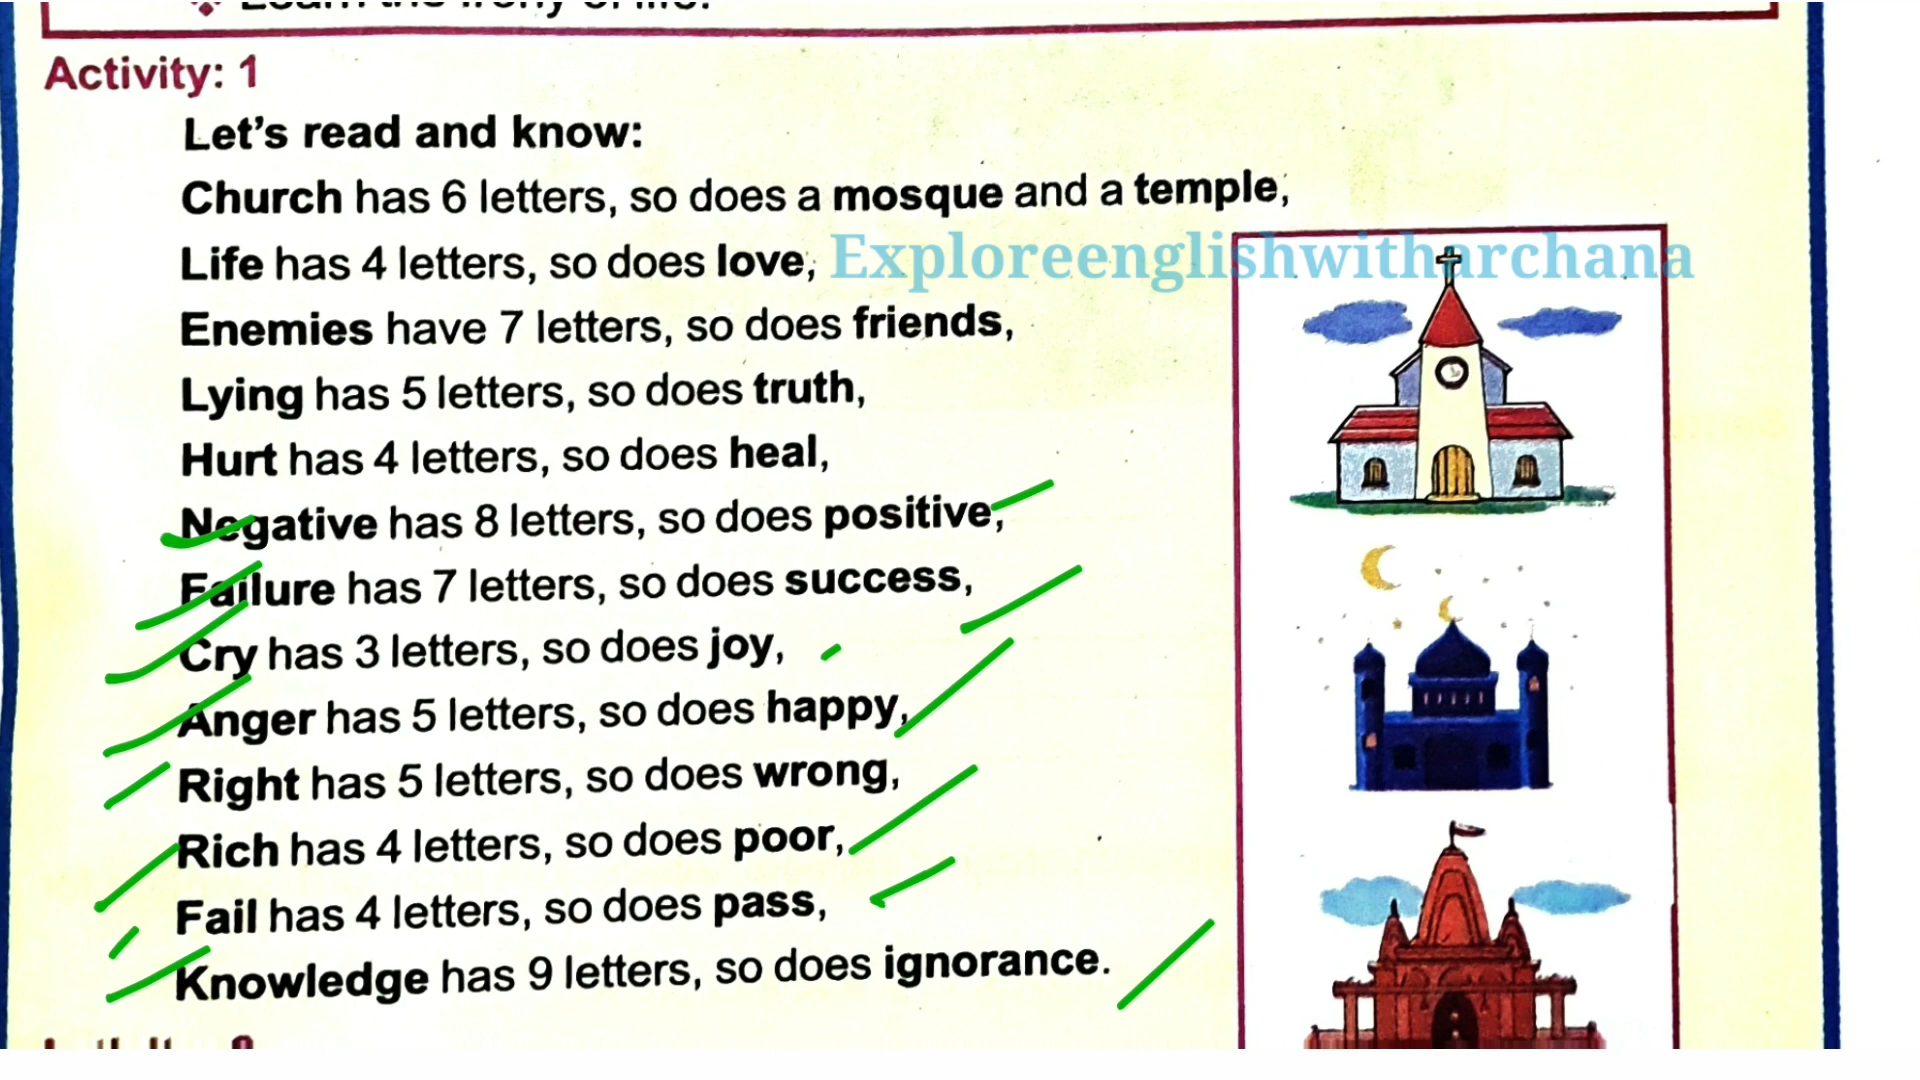 Learn the irony of life.
Activity: 1
Let's read and know:
Church has 6 letters, so does a mosque and a temple,
Life has 4 letters, so does love;
Exploreenglishwitharchana
Enemies have 7 letters, so does friends,
Lying has 5 letters, so does truth,
Hurt has 4 letters, so does heal,
Negative has 8 letters, so does positive,
Failure has 7 letters, so does success,
Cry has 3 letters, so does joy,
Anger has 5 letters, so does happy,
Right has 5 letters, so does wrong,
Rich has 4 letters, so does poor,
Fail has 4 letters, so does pass,
Knowledge has 9 letters, so does ignorance.